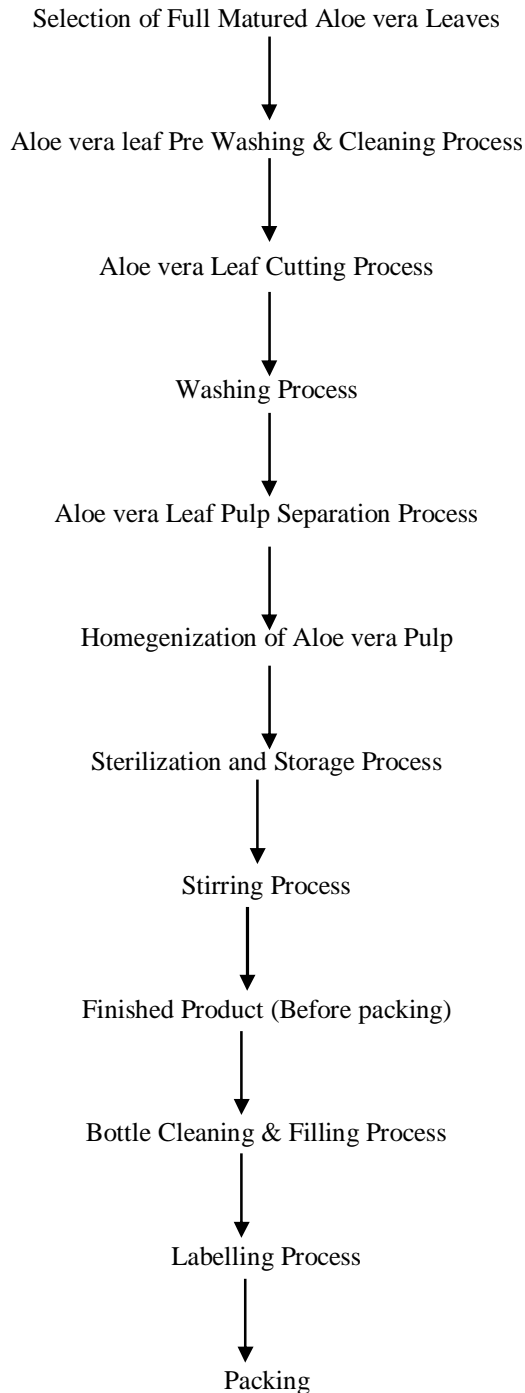 Selection of Full Matured Aloe vera Leaves
Aloe vera leaf Pre Washing & Cleaning Process
Aloe vera Leaf Cutting Process
Washing Process
Aloe vera Leaf Pulp Separation Process
Homegenization of Aloe vera Pulp
Sterilization and Storage Process
Stirring Process
Finished Product (Before packing)
Bottle Cleaning & Filling Process
Labelling Process
Packing